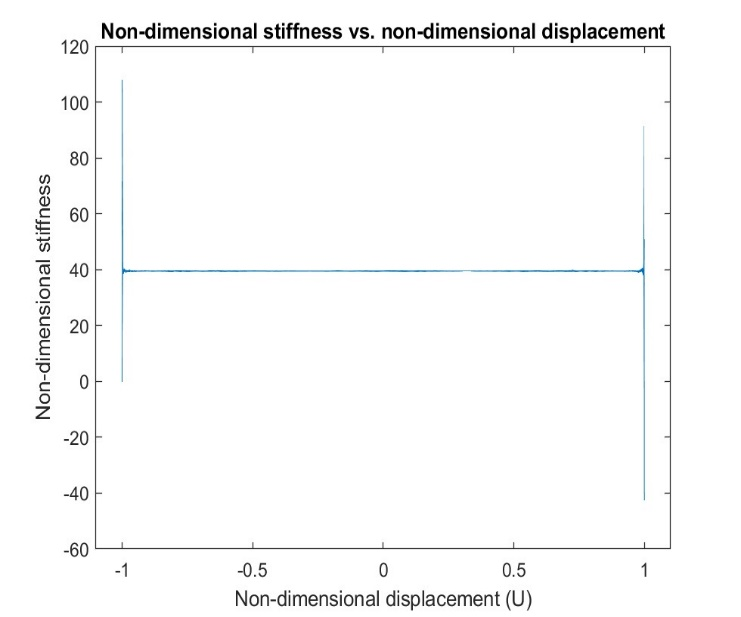 Non-dimensional stiffness vs. non-dimensional displacement
120
100
80
60
40
20
0
-20
-40
-60
Non-dimensional stiffness
-1 -0.5 0 0.5 1
Non-dimensional displacement (U)